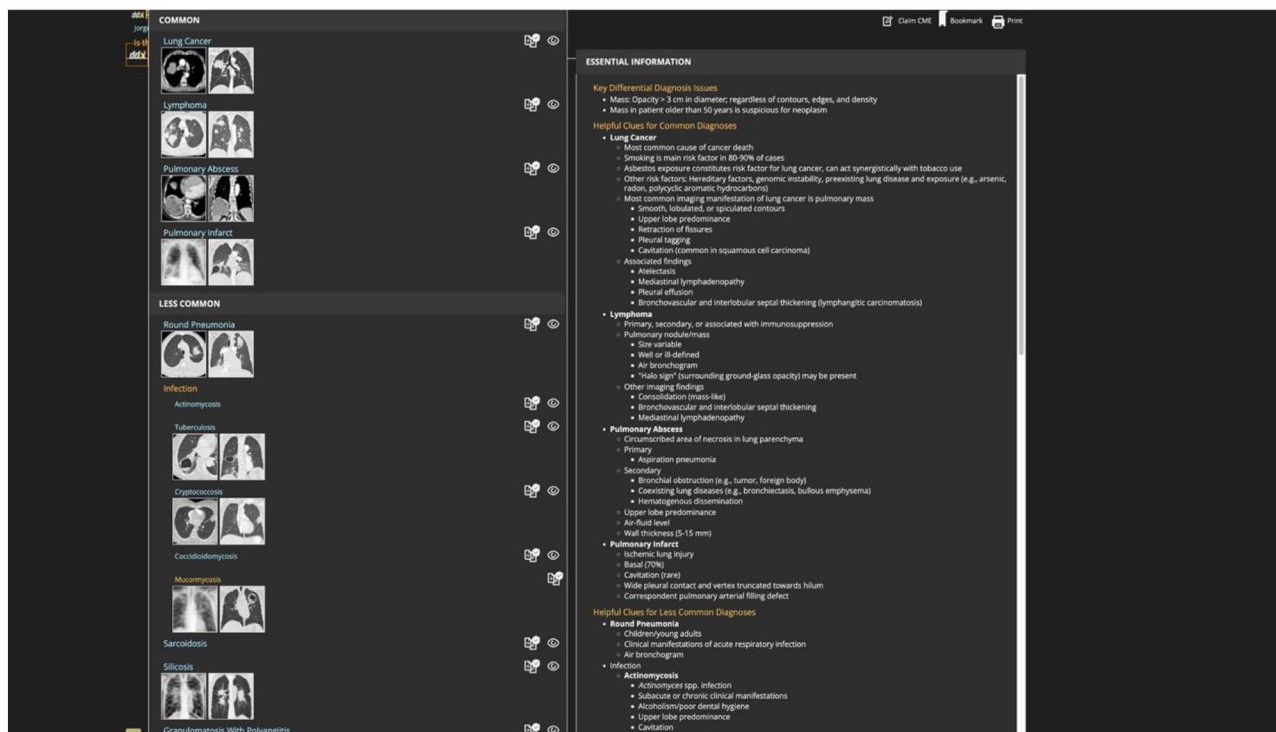 ddx
Jorg
Is th
ddx
COMMON
Lung Cancer
Lymphoma
Pulmonary Abscess
Pulmonary Infarct
LESS COMMON
Round Pneumonia
Infection
Actinomycosis
Tuberculosis
Cryptococcosis
Coccidioidomycosis
Mucormycosis
Sarcoidosis
Silicosis
Granulomatosis With Polyangiitis
Claim CME Bookmark Print
ESSENTIAL INFORMATION
Key Differential Diagnosis Issues
• Mass: Opacity > 3 cm in diameter; regardless of contours, edges, and density
• Mass in patient older than 50 years is suspicious for neoplasm
Helpful Clues for Common Diagnoses
• Lung Cancer
○ Most common cause of cancer death
○ Smoking is main risk factor in 80-90% of cases
○ Asbestos exposure constitutes risk factor for lung cancer, can act synergistically with tobacco use
○ Other risk factors: Hereditary factors, genomic instability, preexisting lung disease and exposure (e.g., arsenic,
radon, polycyclic aromatic hydrocarbons)
○ Most common imaging manifestation of lung cancer is pulmonary mass
▪ Smooth, lobulated, or spiculated contours
▪ Upper lobe predominance
▪ Retraction of fissures
▪ Pleural tagging
▪ Cavitation (common in squamous cell carcinoma)
○ Associated findings
▪ Atelectasis
▪ Mediastinal lymphadenopathy
▪ Pleural effusion
▪ Bronchovascular and interlobular septal thickening (lymphangitic carcinomatosis)
• Lymphoma
○ Primary, secondary, or associated with immunosuppression
○ Pulmonary nodule/mass
▪ Size variable
▪ Well or ill-defined
▪ Air bronchogram
▪ "Halo sign" (surrounding ground-glass opacity) may be present
○ Other imaging findings
▪ Consolidation (mass-like)
▪ Bronchovascular and interlobular septal thickening
▪ Mediastinal lymphadenopathy
• Pulmonary Abscess
○ Circumscribed area of necrosis in lung parenchyma
○ Primary
▪ Aspiration pneumonia
○ Secondary
▪ Bronchial obstruction (e.g., tumor, foreign body)
▪ Coexisting lung diseases (e.g., bronchiectasis, bullous emphysema)
▪ Hematogenous dissemination
○ Upper lobe predominance
○ Air-fluid level
○ Wall thickness (5-15 mm)
• Pulmonary Infarct
○ Ischemic lung injury
○ Basal (70%)
○ Cavitation (rare)
○ Wide pleural contact and vertex truncated towards hilum
○ Correspondent pulmonary arterial filling defect
Helpful Clues for Less Common Diagnoses
• Round Pneumonia
○ Children/young adults
○ Clinical manifestations of acute respiratory infection
○ Air bronchogram
• Infection
○ Actinomycosis
▪ Actinomyces spp. infection
▪ Subacute or chronic clinical manifestations
▪ Alcoholism/poor dental hygiene
▪ Upper lobe predominance
▪ Cavitation